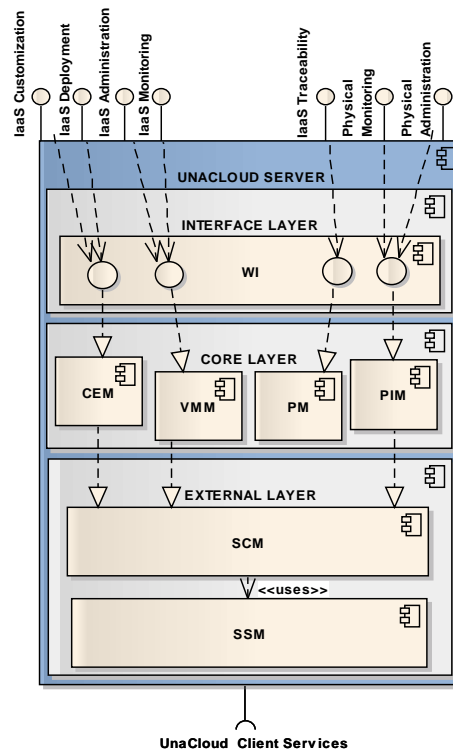 IaaS Customization
IaaS Deployment
IaaS Administration
IaaS Monitoring
IaaS Traceability
Physical
Monitoring
Physical
Administration
UNACLOUD SERVER
INTERFACE LAYER
WI
CORE LAYER
CEM
VMM
PM
PIM
EXTERNAL LAYER
SCM
<<uses>>
SSM
UnaCloud Client Services